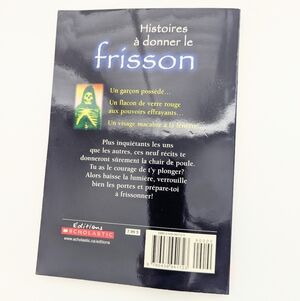 Histoires
à donner le
frisson
Un garçon possédé...
Un flacon de verre rouge
aux pouvoirs effrayants...
Un visage macabre à la fenêtre...
Plus inquiétants les uns
que les autres, ces neuf récits te
donneront sûrement la chair de poule.
Tu as le courage de t'y plonger?
Alors baisse la lumière, verrouille
bien les portes et prépare-toi
à frissonner!
Éditions
SCHOLASTIC
www.scholastic.ca/editions
7,99 $